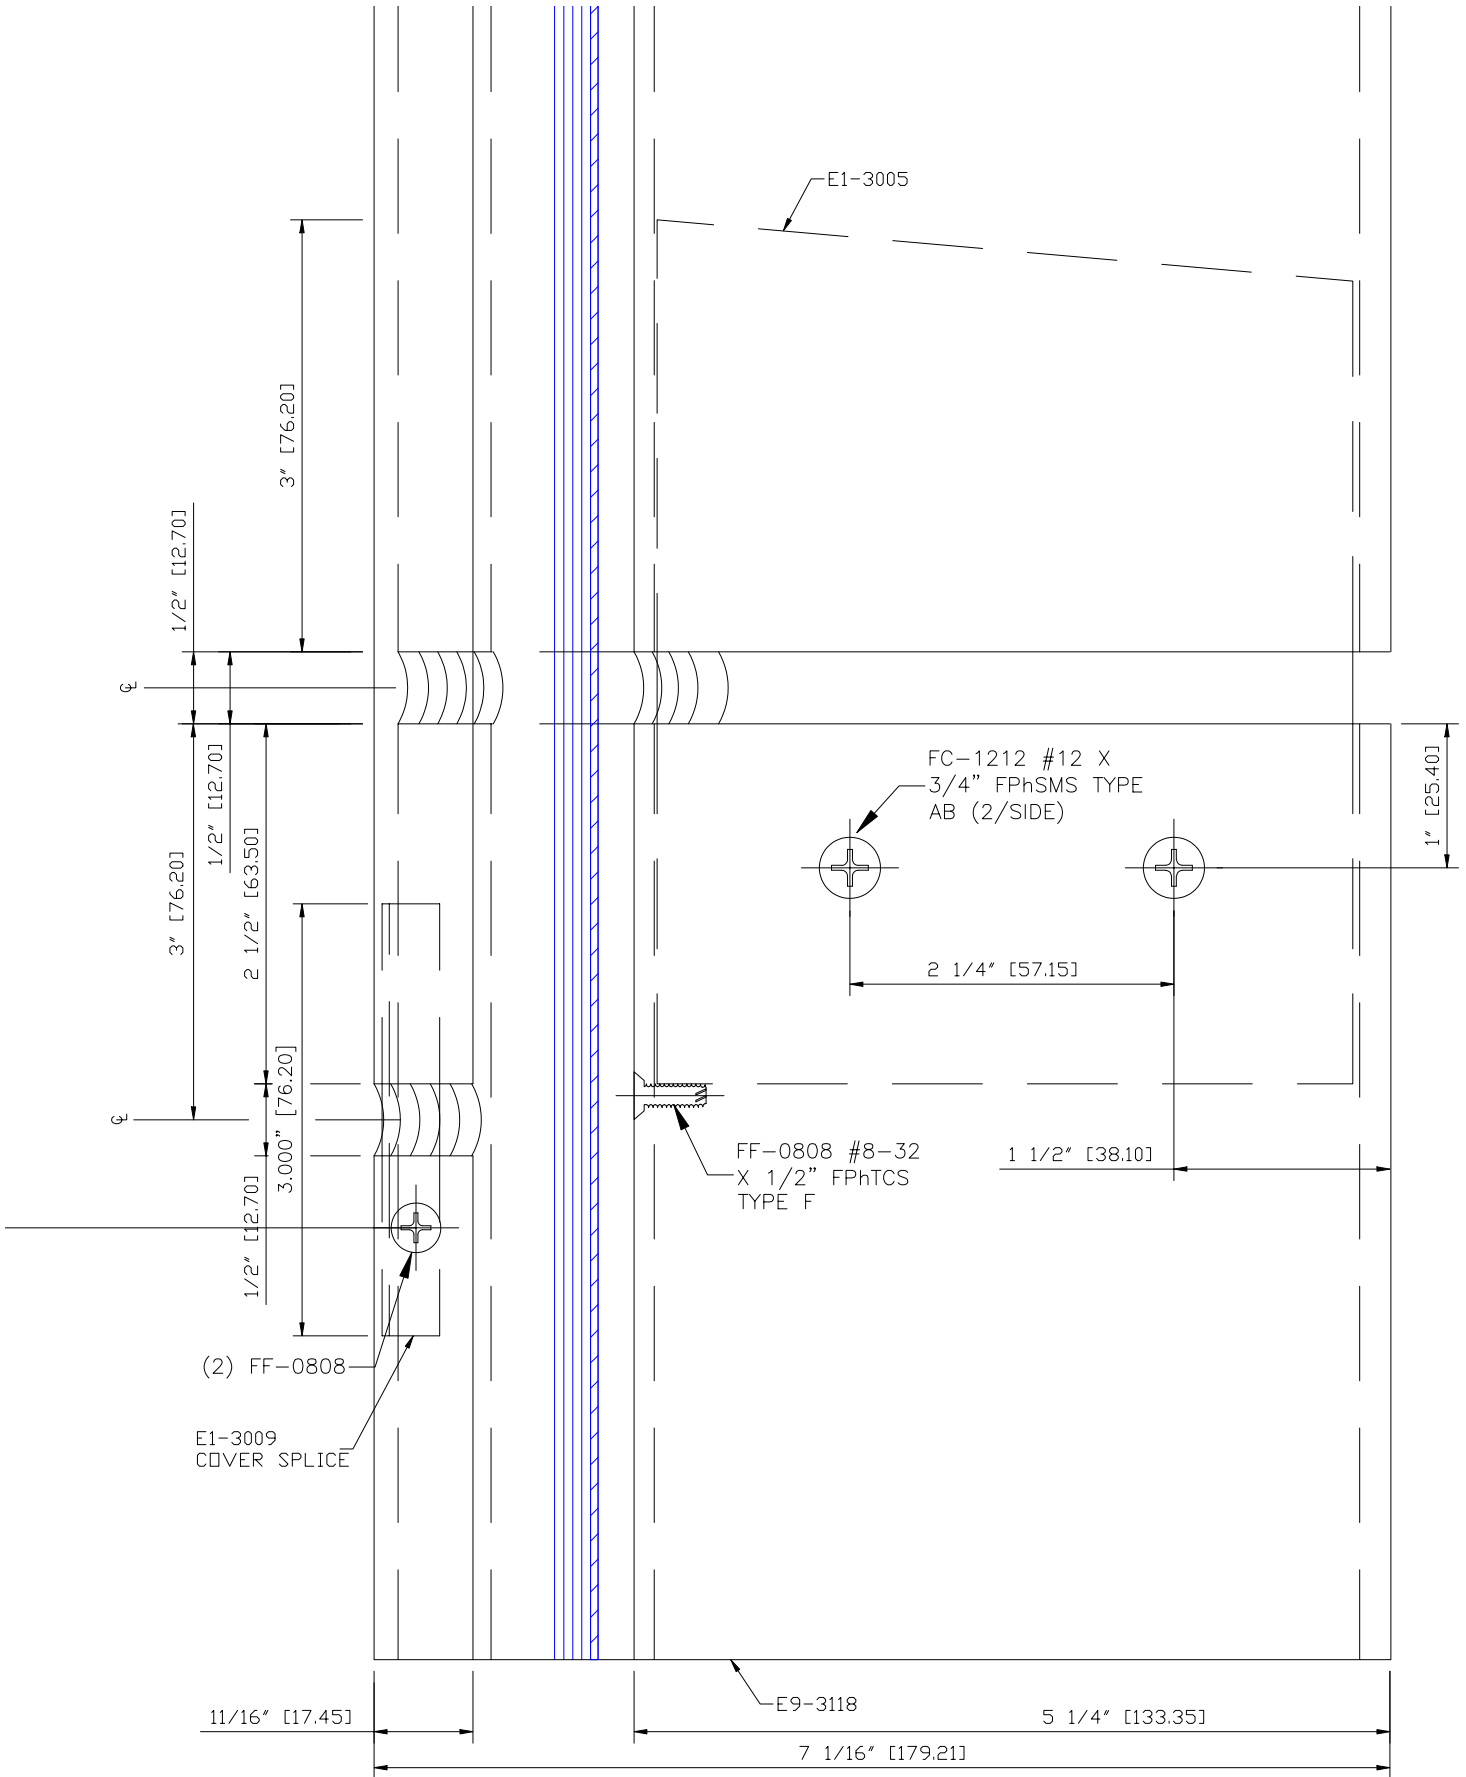 E1-3005
3" [76.20]
1/2" [12.70]
℄
1/2" [12.70]
3" [76.20]
2 1/2" [63.50]
FC-1212 #12 X
3/4" FPhSMS TYPE
AB (2/SIDE)
1" [25.40]
2 1/4" [57.15]
3.000" [76.20]
℄
1/2" [12.70]
FF-0808 #8-32
X 1/2" FPhTCS
TYPE F
1 1/2" [38.10]
(2) FF-0808
E1-3009
COVER SPLICE
E9-3118
11/16" [17.45]
5 1/4" [133.35]
7 1/16" [179.21]